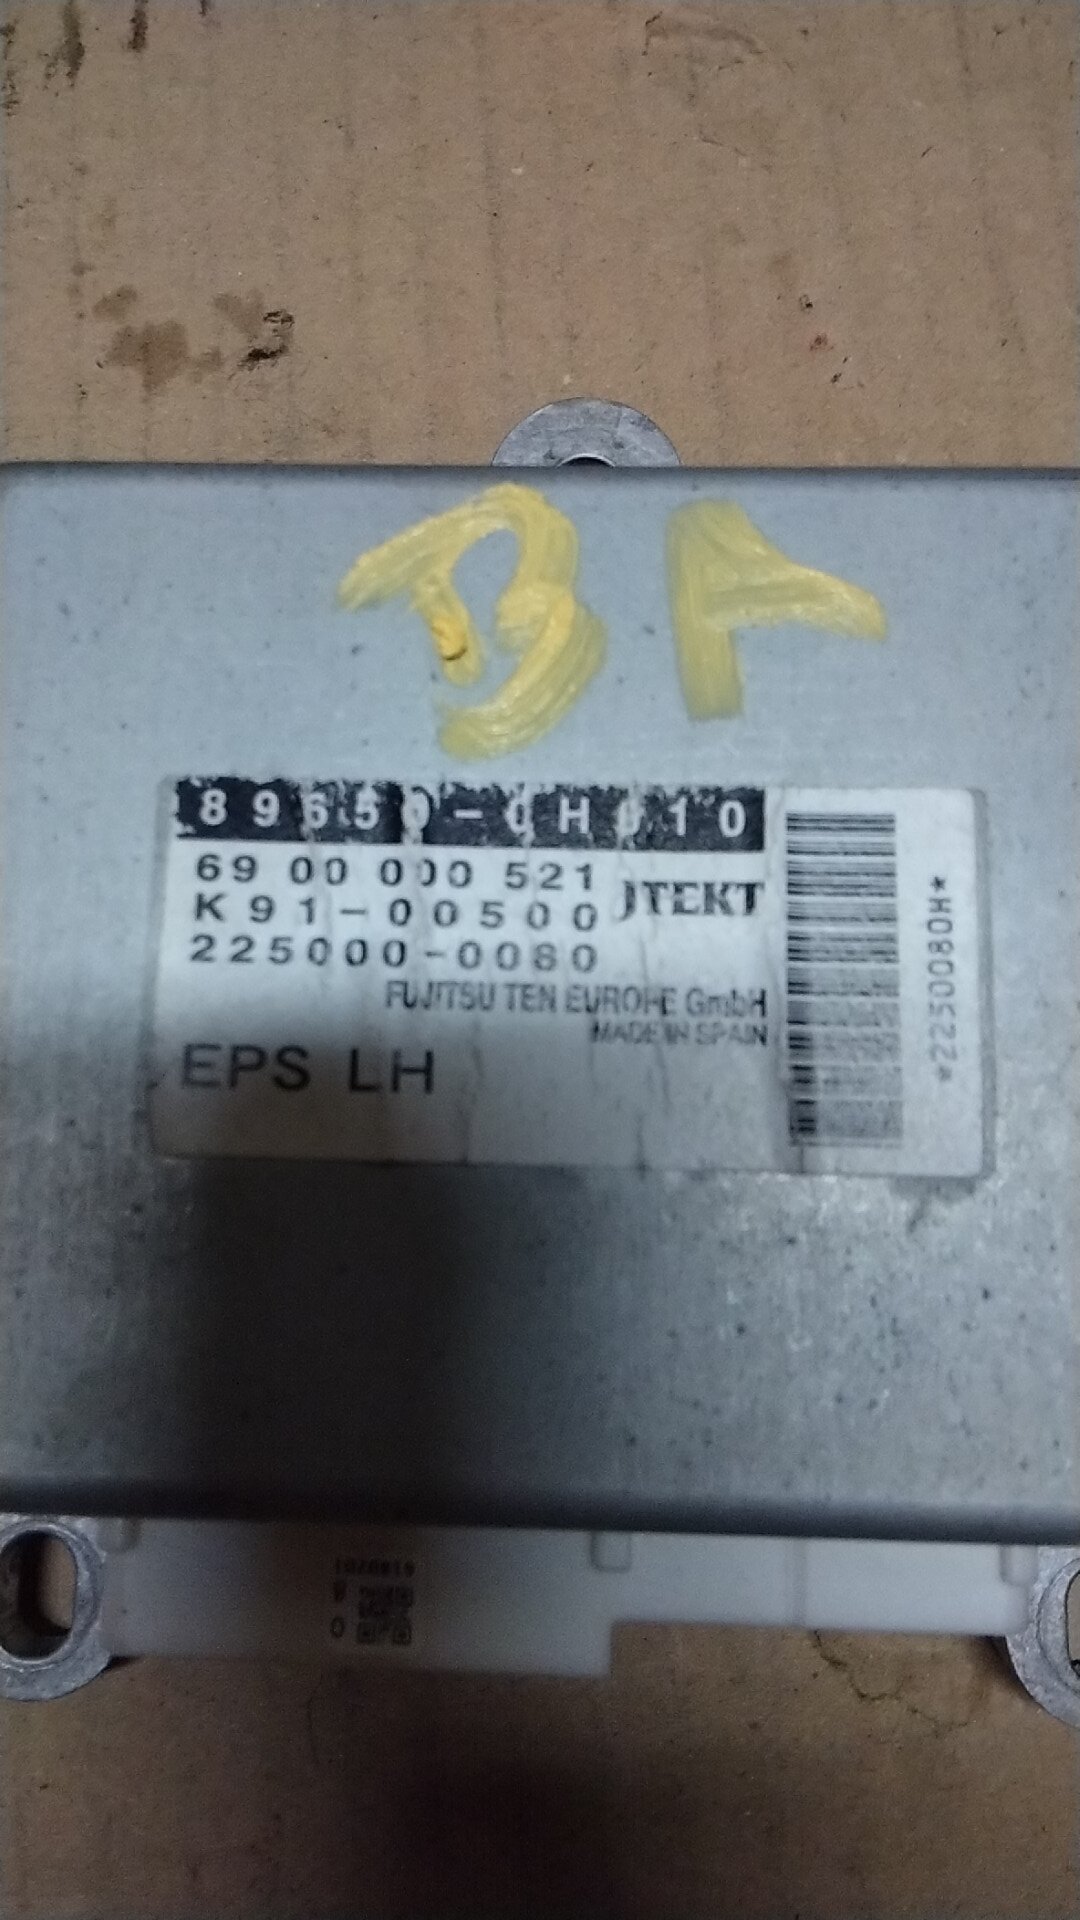 89650-0H010
69 00 000 521
K91-00500
JTEKT
225000-0080
FUJITSU TEN EUROPE GmbH
MADE IN SPAIN
EPS LH
*2250080H*